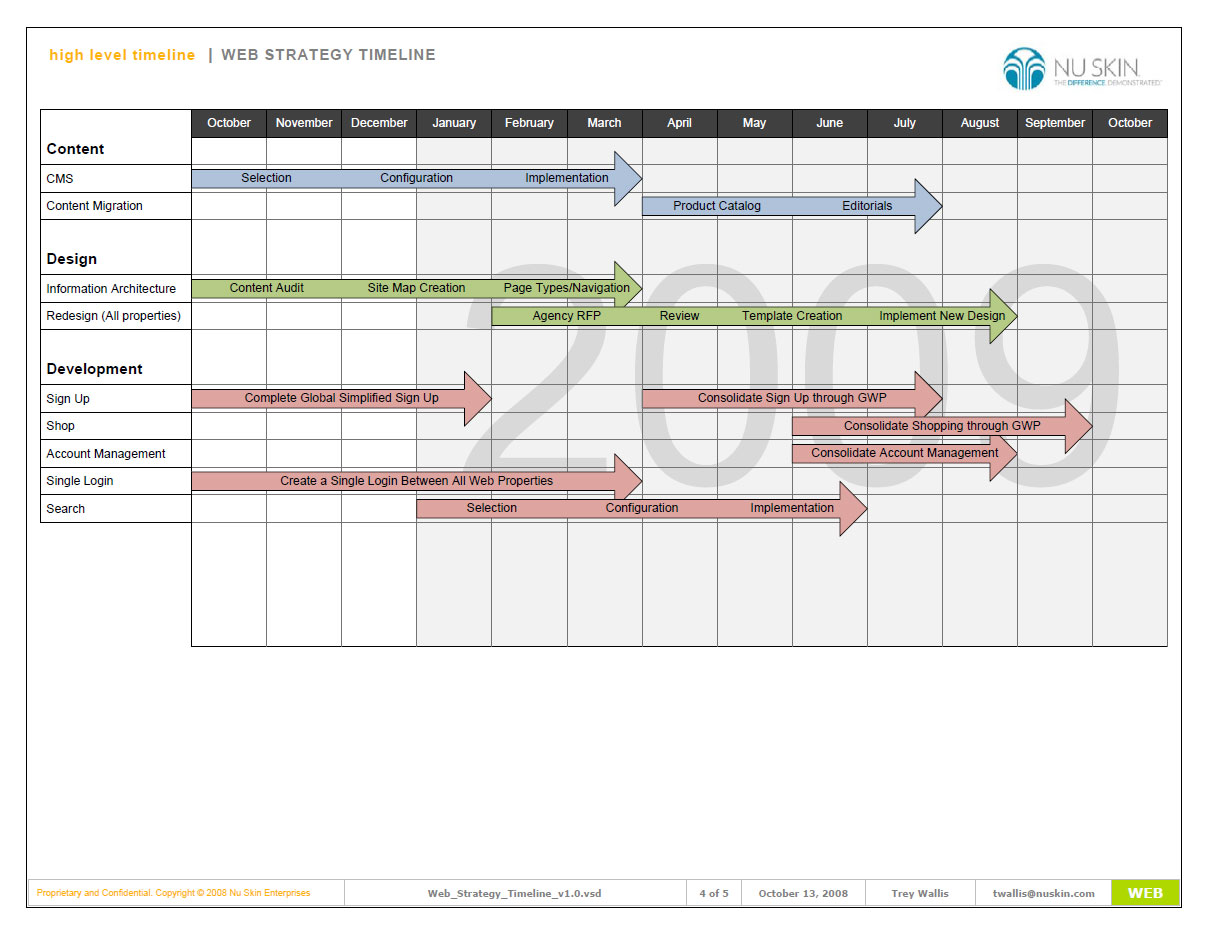 high level timeline | WEB STRATEGY TIMELINE
NU SKIN
THE DIFFERENCE. DEMONSTRATED.
October November December January February March April May June July August September October
Content
CMS Selection Configuration Implementation
Content Migration Product Catalog Editorials
2009
Design
Information Architecture Content Audit Site Map Creation Page Types/Navigation
Redesign (All properties) Agency RFP Review Template Creation Implement New Design
Development
Sign Up Complete Global Simplified Sign Up Consolidate Sign Up through GWP
Shop Consolidate Shopping through GWP
Account Management Consolidate Account Management
Single Login Create a Single Login Between All Web Properties
Search Selection Configuration Implementation
Proprietary and Confidential. Copyright © 2008 Nu Skin Enterprises Web_Strategy_Timeline_v1.0.vsd 4 of 5 October 13, 2008 Trey Wallis twallis@nuskin.com WEB